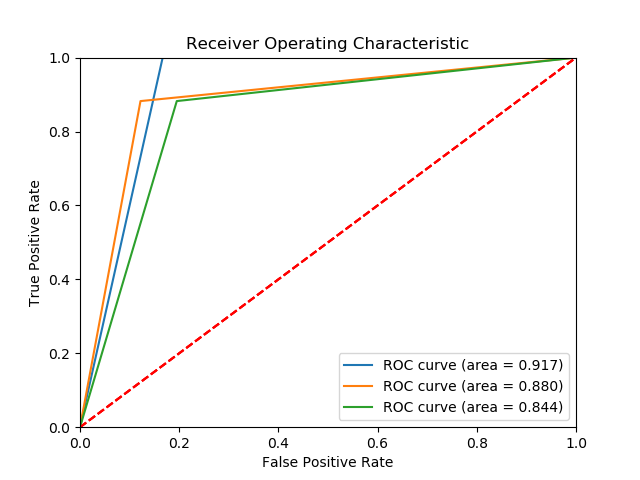 Receiver Operating Characteristic
1.0
0.8
0.6
0.4
0.2
0.0
True Positive Rate
ROC curve (area = 0.917)
ROC curve (area = 0.880)
ROC curve (area = 0.844)
0.0 0.2 0.4 0.6 0.8 1.0
False Positive Rate